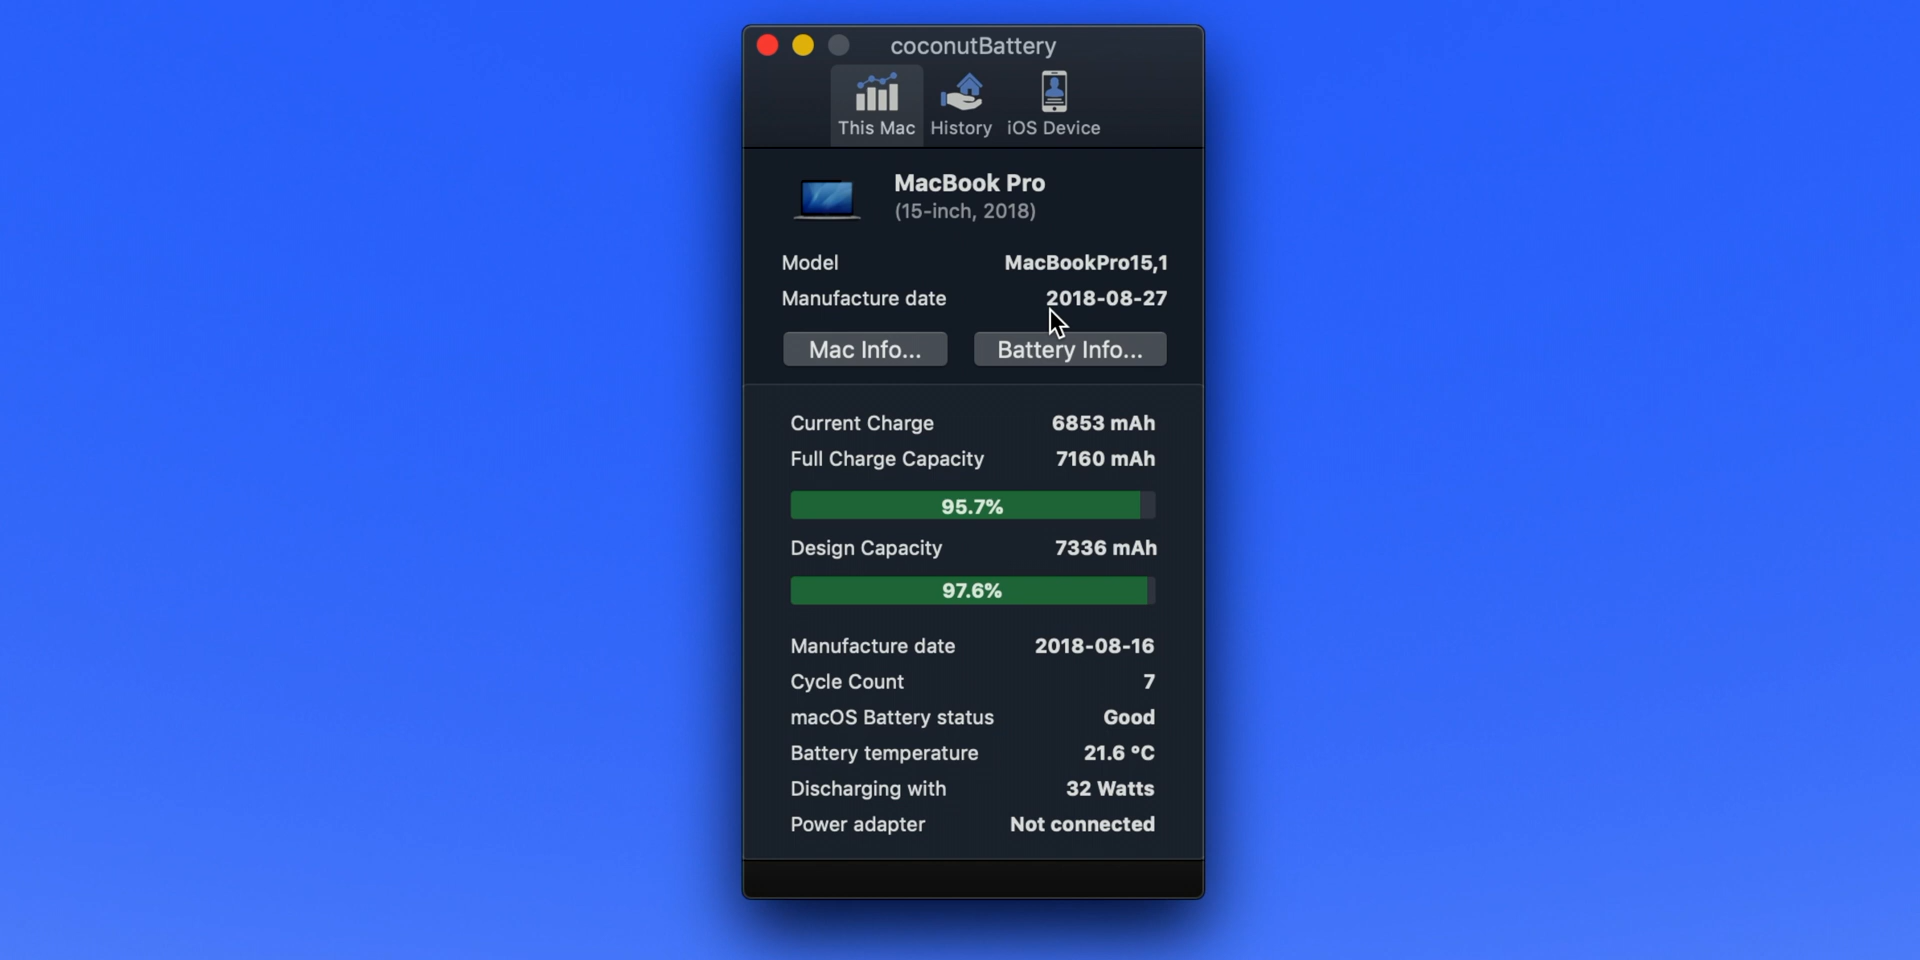 coconutBattery
This Mac History iOS Device
MacBook Pro
(15-inch, 2018)
Model MacBookPro15,1
Manufacture date 2018-08-27
Mac Info... Battery Info...
Current Charge 6853 mAh
Full Charge Capacity 7160 mAh
95.7%
Design Capacity 7336 mAh
97.6%
Manufacture date 2018-08-16
Cycle Count 7
macOS Battery status Good
Battery temperature 21.6 °C
Discharging with 32 Watts
Power adapter Not connected